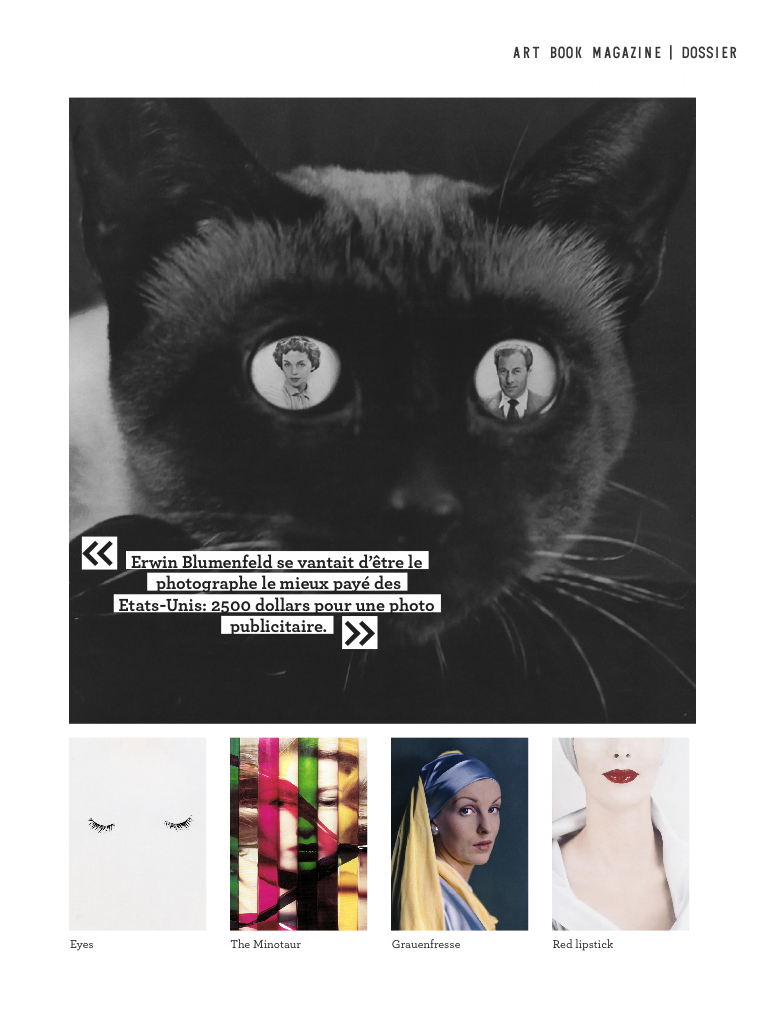 ART BOOK MAGAZINE | DOSSIER
« Erwin Blumenfeld se vantait d’être le
photographe le mieux payé des
Etats-Unis: 2500 dollars pour une photo
publicitaire. »
Eyes
The Minotaur
Grauenfresse
Red lipstick